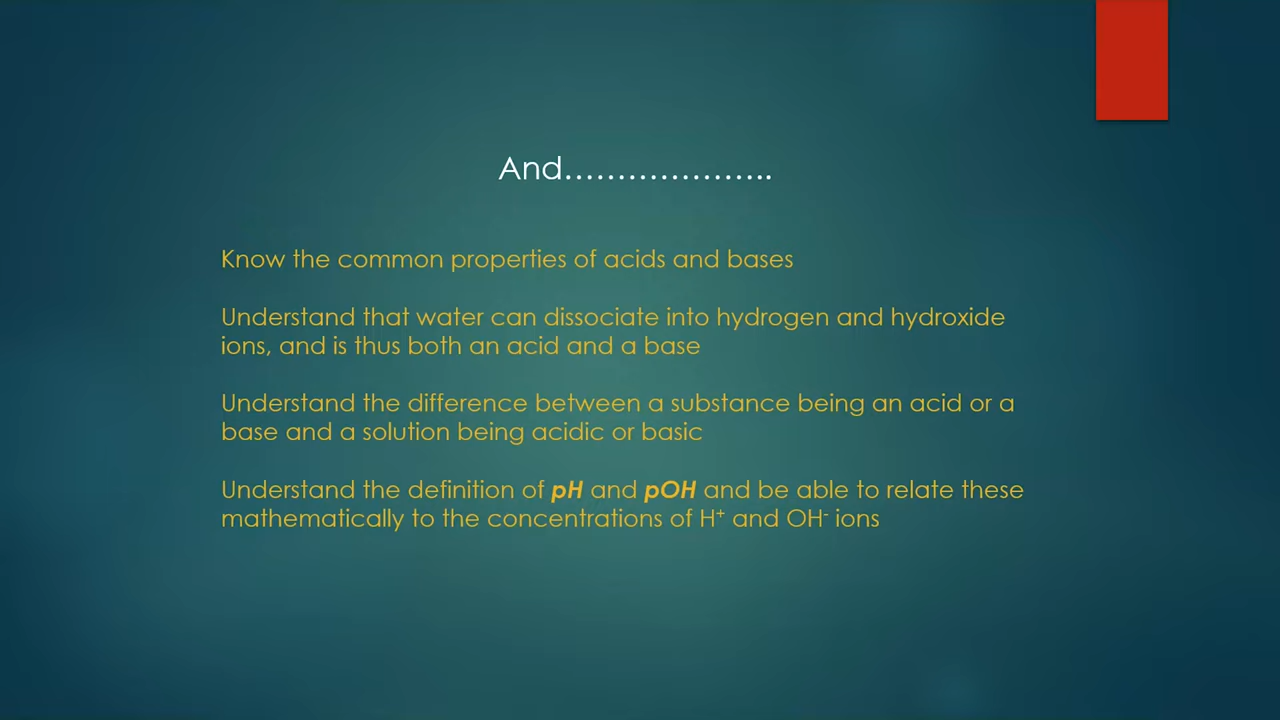 And………………..
Know the common properties of acids and bases
Understand that water can dissociate into hydrogen and hydroxide
ions, and is thus both an acid and a base
Understand the difference between a substance being an acid or a
base and a solution being acidic or basic
Understand the definition of pH and pOH and be able to relate these
mathematically to the concentrations of H⁺ and OH⁻ ions